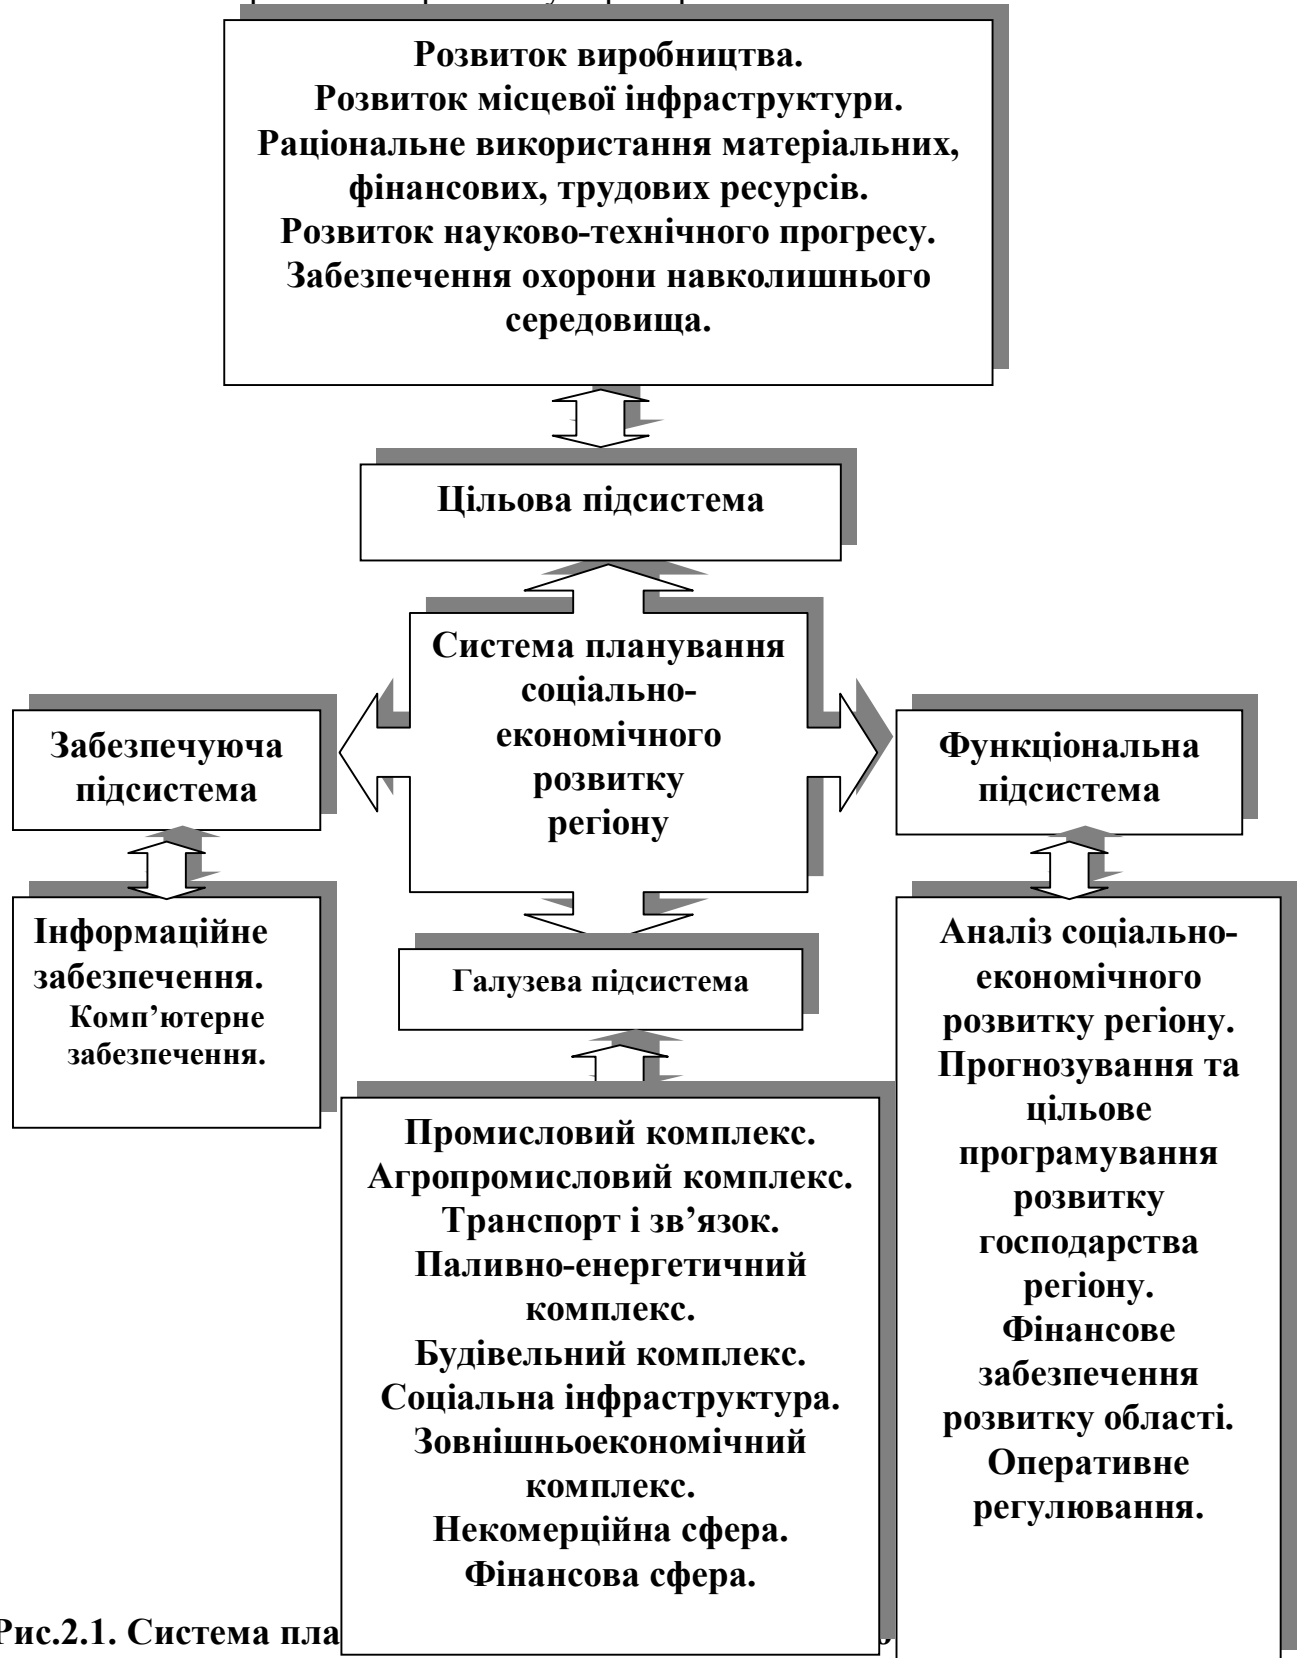 Розвиток виробництва.
Розвиток місцевої інфраструктури.
Раціональне використання матеріальних,
фінансових, трудових ресурсів.
Розвиток науково-технічного прогресу.
Забезпечення охорони навколишнього
середовища.
Цільова підсистема
Система планування
соціально-
економічного
розвитку
регіону
Забезпечуюча
підсистема
Функціональна
підсистема
Інформаційне
забезпечення.
Комп’ютерне
забезпечення.
Галузева підсистема
Промисловий комплекс.
Агропромисловий комплекс.
Транспорт і зв’язок.
Паливно-енергетичний
комплекс.
Будівельний комплекс.
Соціальна інфраструктура.
Зовнішньоекономічний
комплекс.
Некомерційна сфера.
Фінансова сфера.
Аналіз соціально-
економічного
розвитку регіону.
Прогнозування та
цільове
програмування
розвитку
господарства
регіону.
Фінансове
забезпечення
розвитку області.
Оперативне
регулювання.
Рис.2.1. Система пла